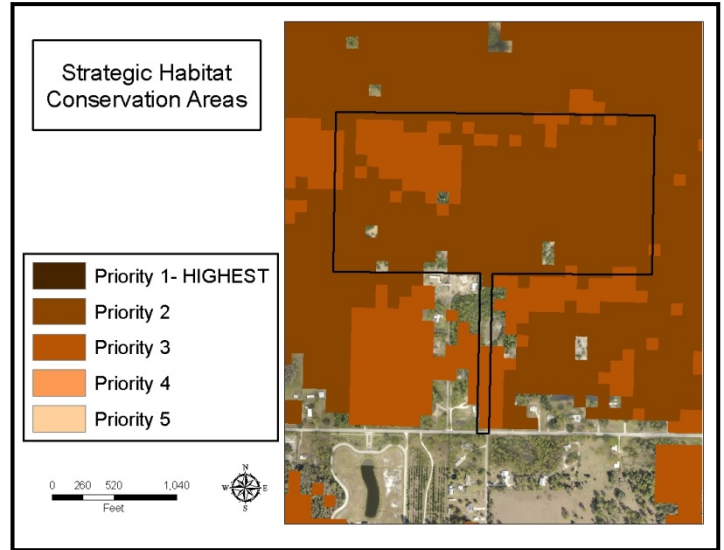 Strategic Habitat
Conservation Areas
Priority 1- HIGHEST
Priority 2
Priority 3
Priority 4
Priority 5
0 260 520 1,040
Feet
N
W E
S